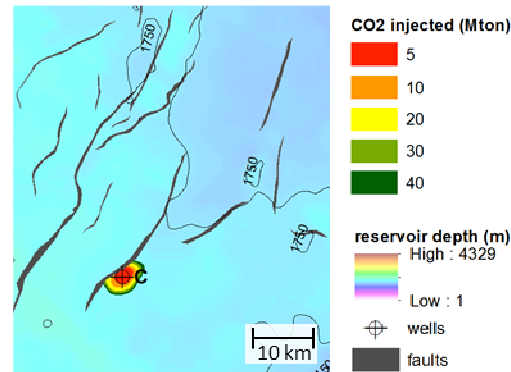 1750
1750
1750
1750
C
10 km
CO2 injected (Mton)
5
10
20
30
40
reservoir depth (m)
High : 4329
Low : 1
wells
faults